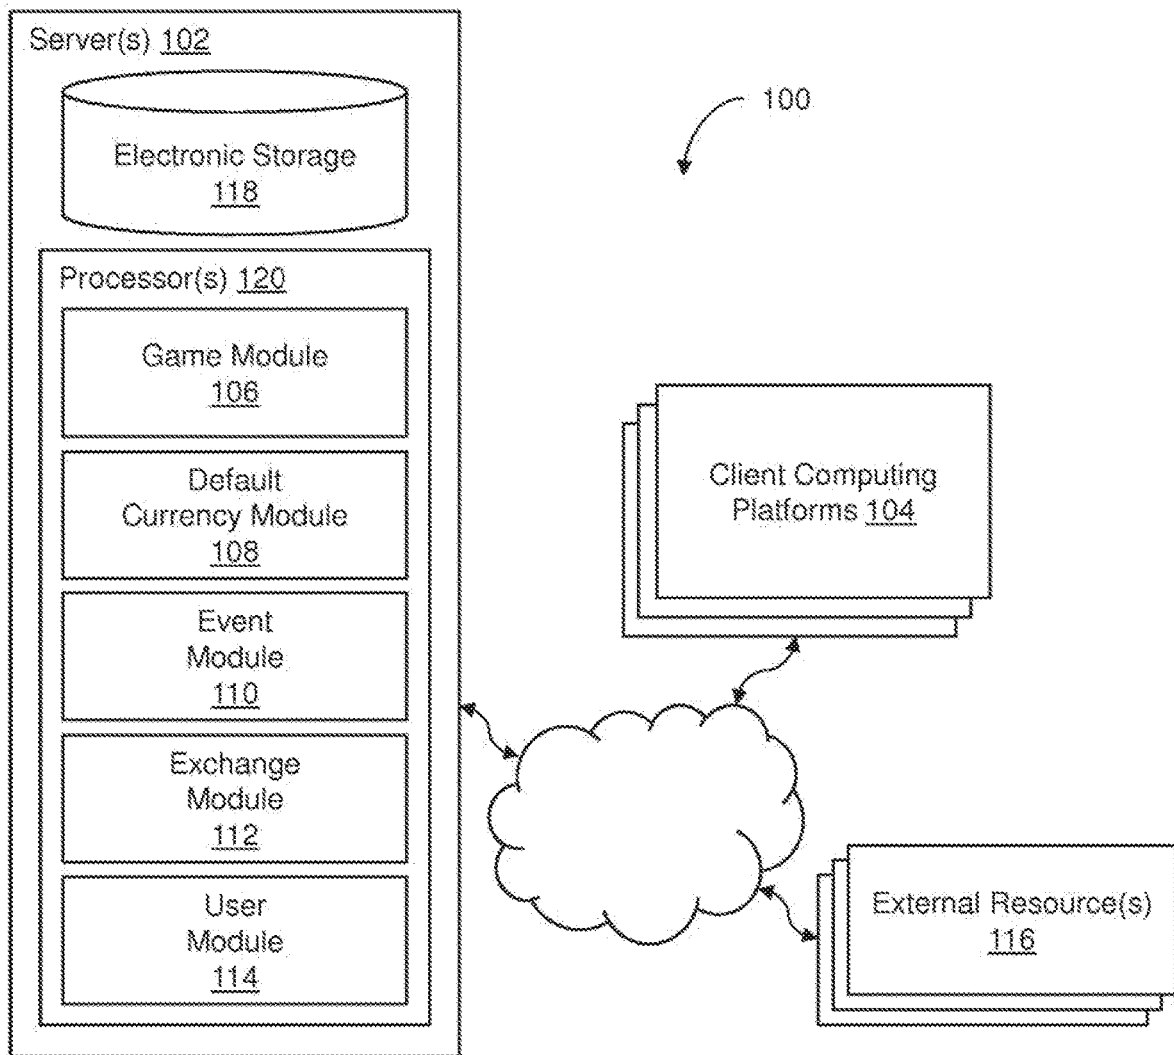 Server(s) 102
Electronic Storage
118
100
Processor(s) 120
Game Module
106
Default
Currency Module
108
Event
Module
110
Exchange
Module
112
User
Module
114
Client Computing
Platforms 104
External Resource(s)
116